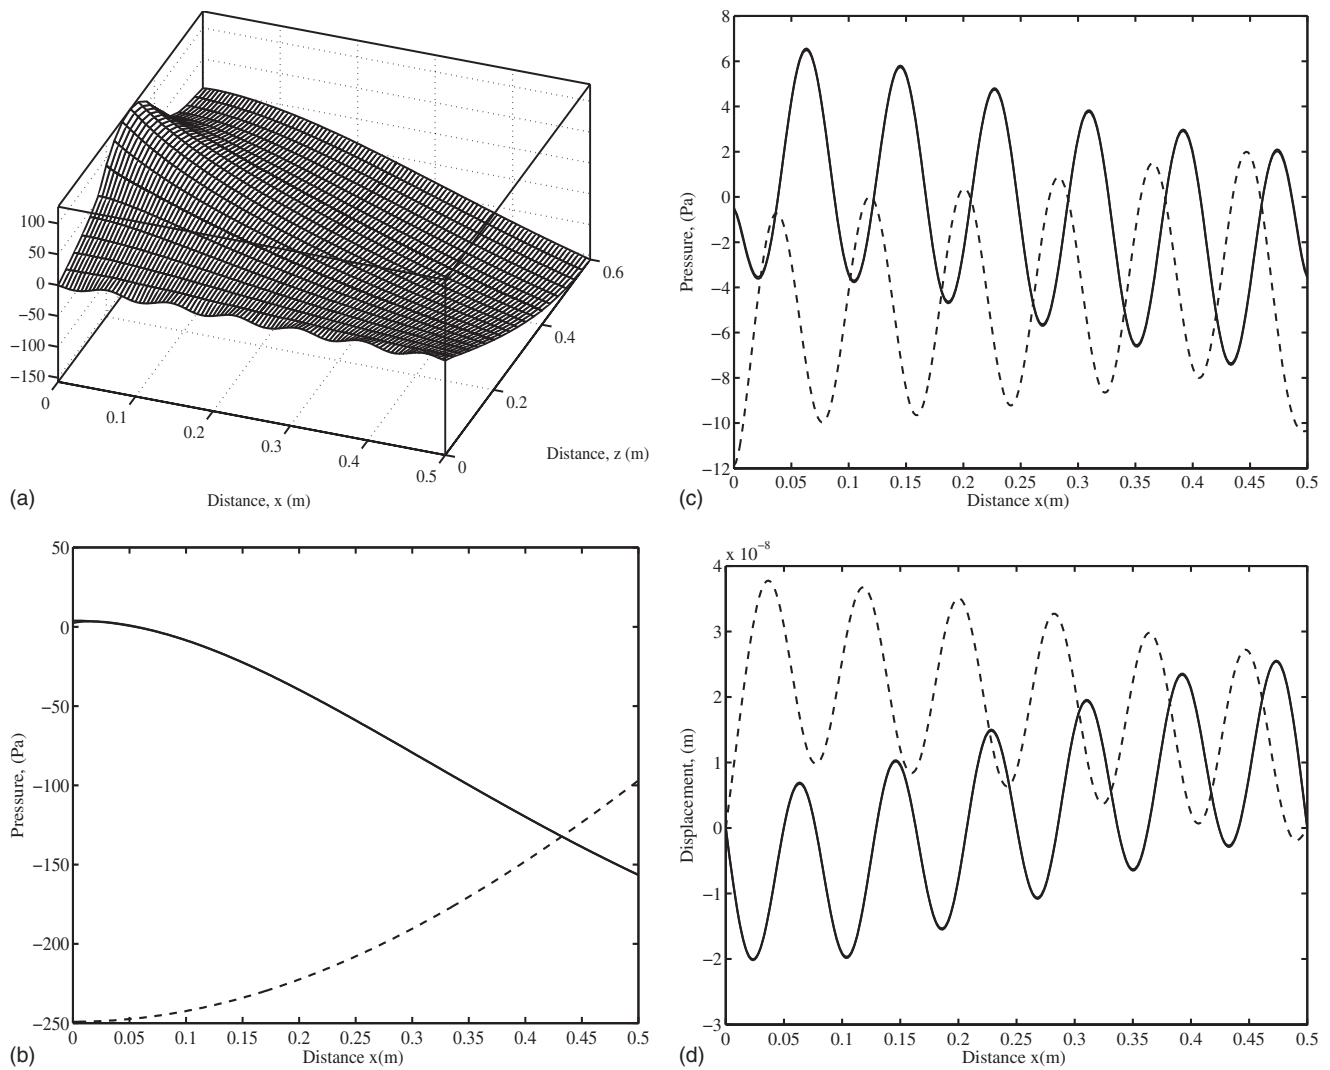 100
50
0
−50
−100
−150
0
0.1
0.2
0.3
0.4
0.5
0
0.2
0.4
0.6
Distance, z (m)
Distance, x (m)
(a)
50
0
−50
−100
−150
−200
−250
Pressure, (Pa)
0 0.05 0.1 0.15 0.2 0.25 0.3 0.35 0.4 0.45 0.5
Distance x(m)
(b)
8
6
4
2
0
−2
−4
−6
−8
−10
−12
Pressure, (Pa)
0 0.05 0.1 0.15 0.2 0.25 0.3 0.35 0.4 0.45 0.5
Distance x(m)
(c)
x 10−8
4
3
2
1
0
−1
−2
−3
Displacement, (m)
0 0.05 0.1 0.15 0.2 0.25 0.3 0.35 0.4 0.45 0.5
Distance x(m)
(d)